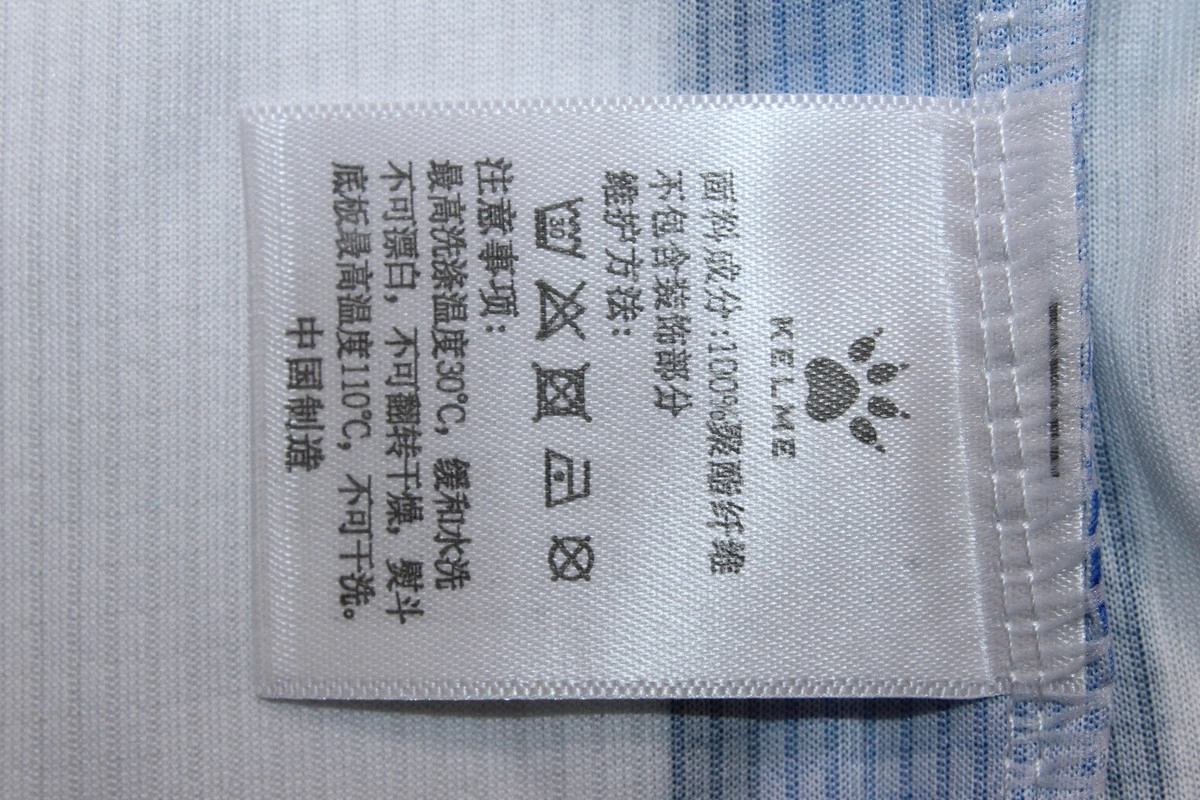 KELME
面料成分:100%聚酯纤维
不包含装饰部分
维护方法:
30
注意事项:
最高洗涤温度30℃, 缓和水洗
不可漂白, 不可翻转干燥, 熨斗
底板最高温度110℃, 不可干洗。
中国制造